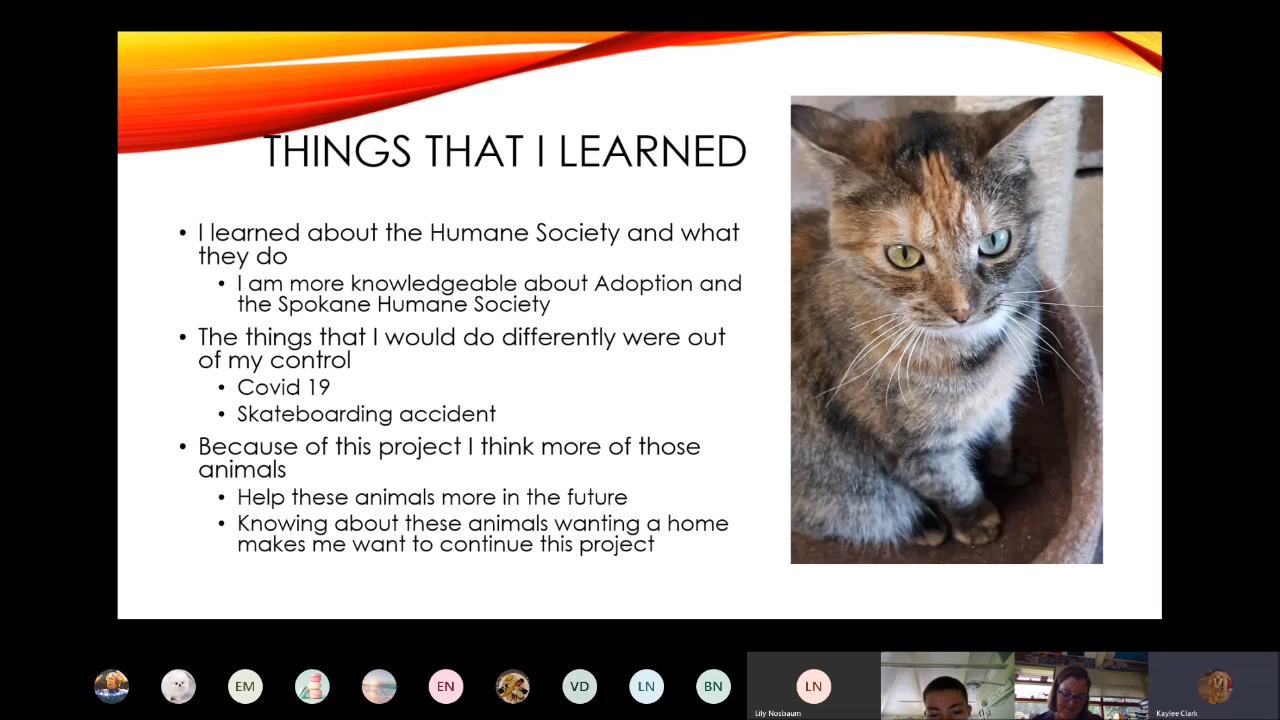 THINGS THAT I LEARNED
• I learned about the Humane Society and what
they do
• I am more knowledgeable about Adoption and
the Spokane Humane Society
• The things that I would do differently were out
of my control
• Covid 19
• Skateboarding accident
• Because of this project I think more of those
animals
• Help these animals more in the future
• Knowing about these animals wanting a home
makes me want to continue this project
EM
EN
VD
LN
BN
LN
Lily Nosbaum
Kaylee Clark